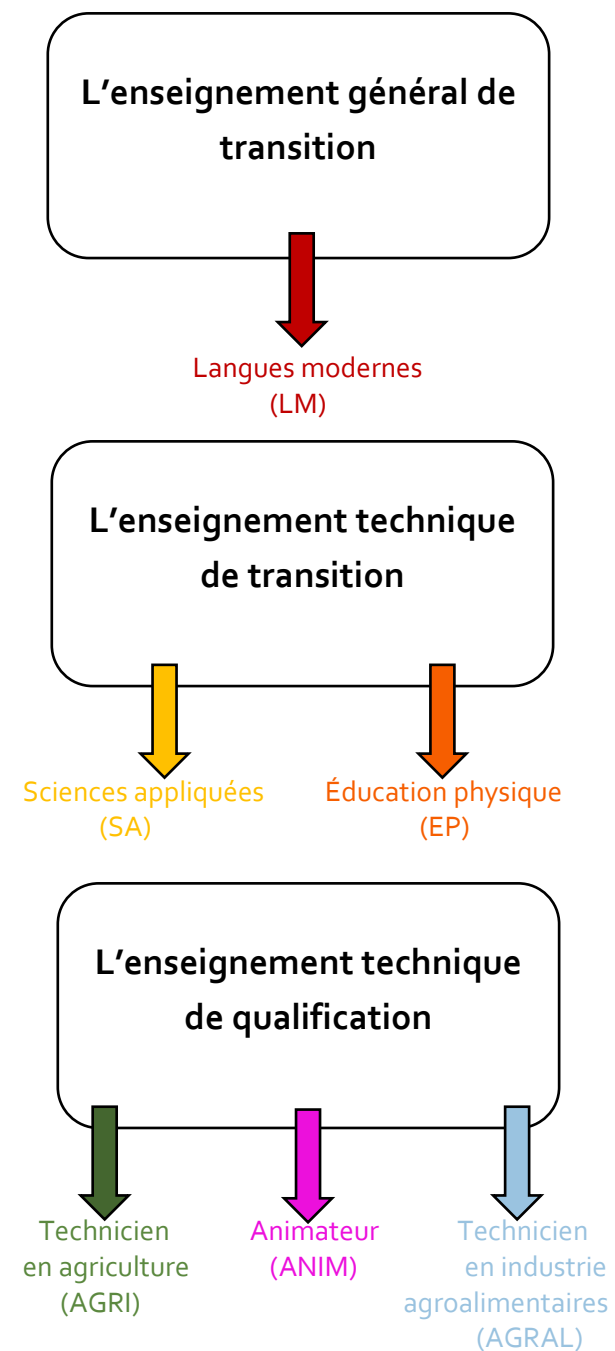 L’enseignement général de
transition
Langues modernes
(LM)
L’enseignement technique
de transition
Sciences appliquées
(SA)
Éducation physique
(EP)
L’enseignement technique
de qualification
Technicien
en agriculture
(AGRI)
Animateur
(ANIM)
Technicien
en industrie
agroalimentaires
(AGRAL)